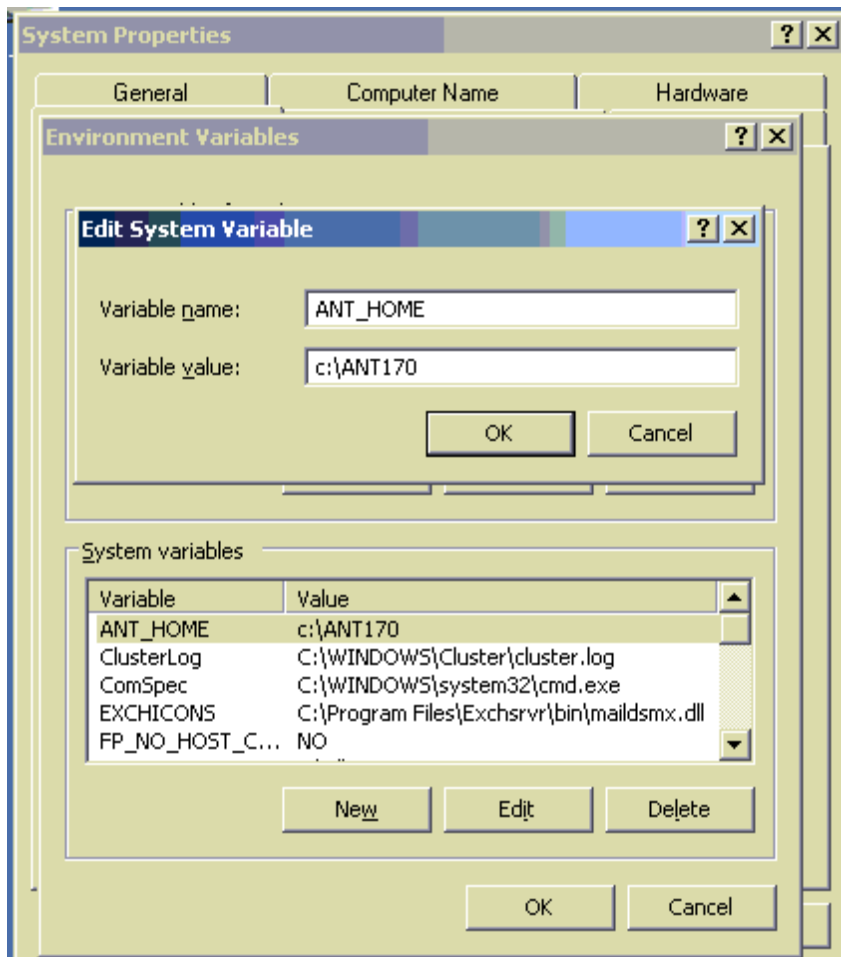 System Properties
General Computer Name Hardware
Environment Variables
Edit System Variable
Variable name: ANT_HOME
Variable value: c:\ANT170
OK Cancel
System variables
Variable Value
ANT_HOME c:\ANT170
ClusterLog C:\WINDOWS\Cluster\cluster.log
ComSpec C:\WINDOWS\system32\cmd.exe
EXCHICONS C:\Program Files\Exchsrvr\bin\maildsmx.dll
FP_NO_HOST_C... NO
New Edit Delete
OK Cancel